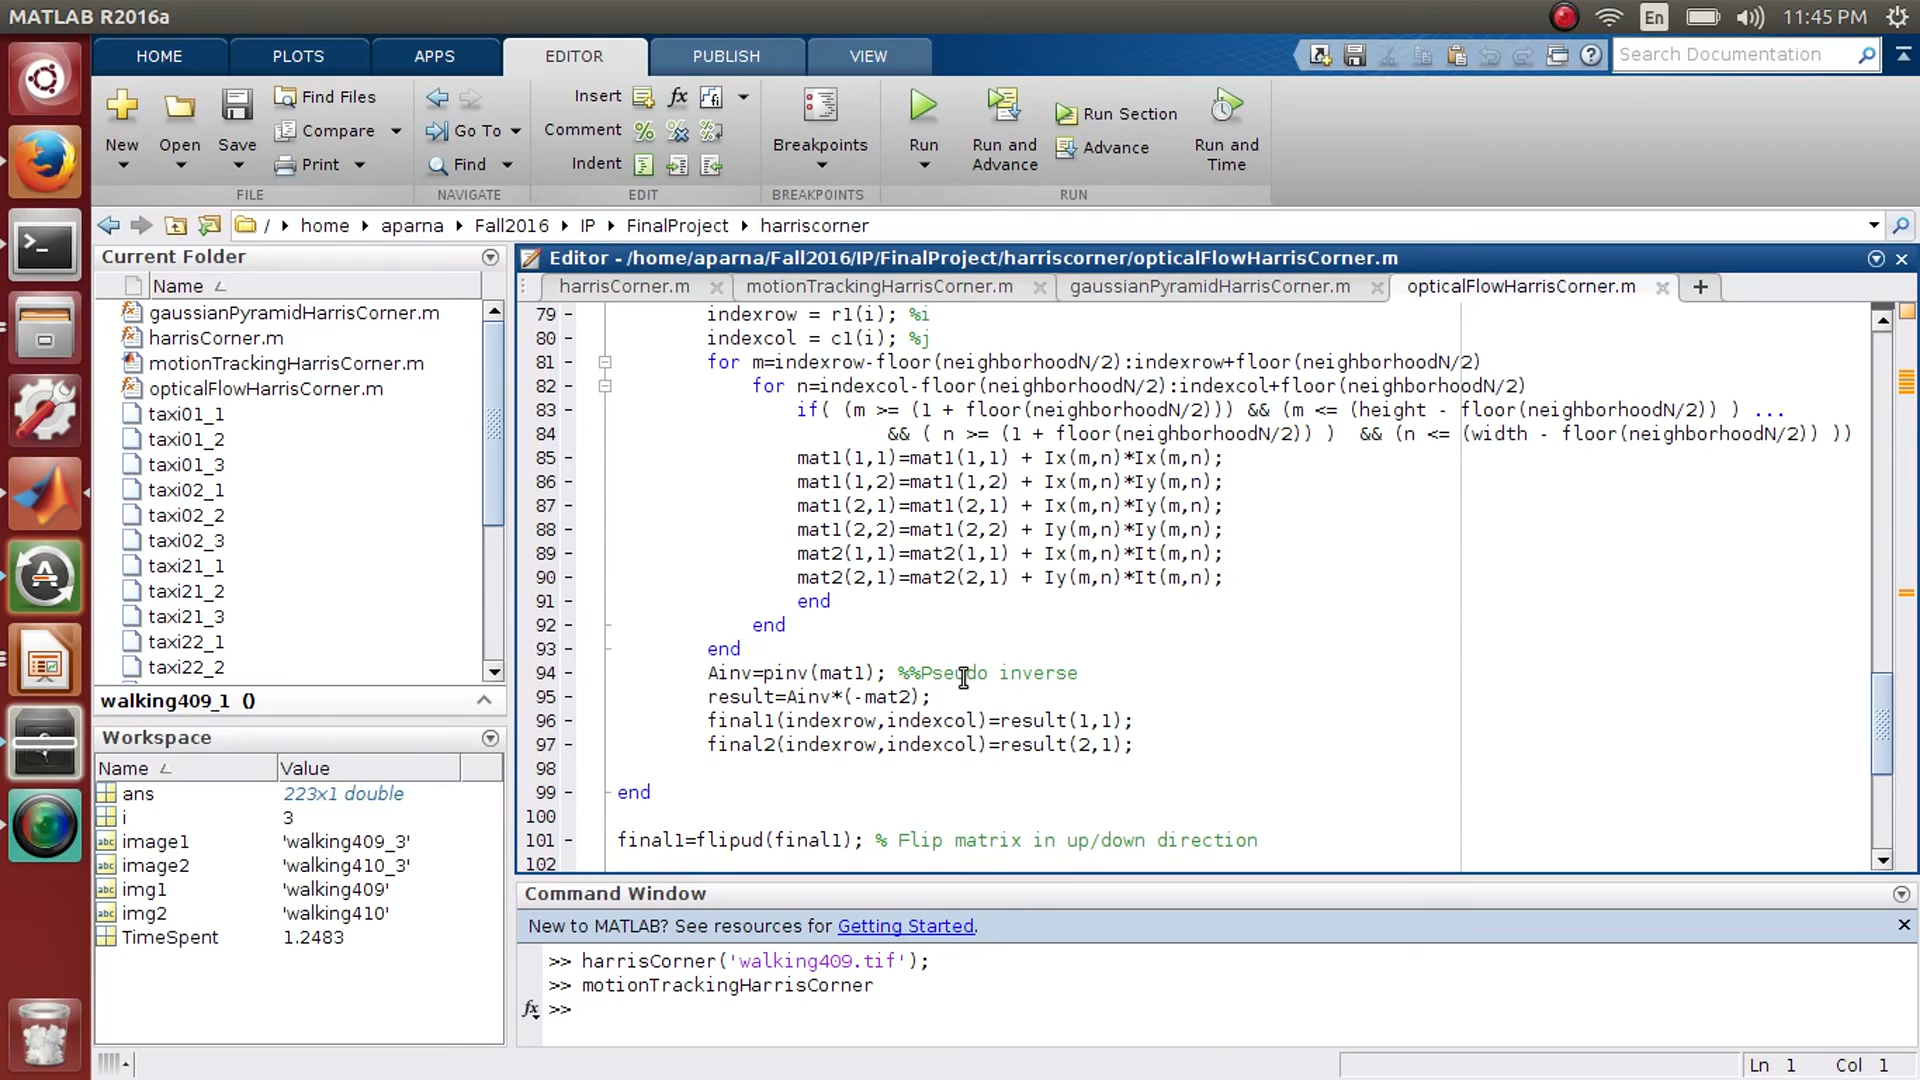 MATLAB R2016a
En
11:45 PM
HOME
PLOTS
APPS
EDITOR
PUBLISH
VIEW
Search Documentation
New
Open
Save
Find Files
Compare
Print
FILE
Go To
Find
NAVIGATE
Insert
Comment
Indent
EDIT
Breakpoints
BREAKPOINTS
Run
Run and Advance
Run Section
Advance
Run and Time
RUN
/ home aparna Fall2016 IP FinalProject harriscorner
Current Folder
Name
gaussianPyramidHarrisCorner.m
harrisCorner.m
motionTrackingHarrisCorner.m
opticalFlowHarrisCorner.m
taxi01_1
taxi01_2
taxi01_3
taxi02_1
taxi02_2
taxi02_3
taxi21_1
taxi21_2
taxi21_3
taxi22_1
taxi22_2
walking409_1 ()
Workspace
Name Value
ans 223x1 double
i 3
image1 'walking409_3'
image2 'walking410_3'
img1 'walking409'
img2 'walking410'
TimeSpent 1.2483
Editor - /home/aparna/Fall2016/IP/FinalProject/harriscorner/opticalFlowHarrisCorner.m
harrisCorner.m
motionTrackingHarrisCorner.m
gaussianPyramidHarrisCorner.m
opticalFlowHarrisCorner.m
79 - indexrow = r1(i); %i
80 - indexcol = c1(i); %j
81 - for m=indexrow-floor(neighborhoodN/2):indexrow+floor(neighborhoodN/2)
82 - for n=indexcol-floor(neighborhoodN/2):indexcol+floor(neighborhoodN/2)
83 - if( (m >= (1 + floor(neighborhoodN/2))) && (m <= (height - floor(neighborhoodN/2)) ) ...
84 - && ( n >= (1 + floor(neighborhoodN/2)) ) && (n <= (width - floor(neighborhoodN/2)) ))
85 - mat1(1,1)=mat1(1,1) + Ix(m,n)*Ix(m,n);
86 - mat1(1,2)=mat1(1,2) + Ix(m,n)*Iy(m,n);
87 - mat1(2,1)=mat1(2,1) + Ix(m,n)*Iy(m,n);
88 - mat1(2,2)=mat1(2,2) + Iy(m,n)*Iy(m,n);
89 - mat2(1,1)=mat2(1,1) + Ix(m,n)*It(m,n);
90 - mat2(2,1)=mat2(2,1) + Iy(m,n)*It(m,n);
91 - end
92 - end
93 - end
94 - Ainv=pinv(mat1); %%Pseudo inverse
95 - result=Ainv*(-mat2);
96 - final1(indexrow,indexcol)=result(1,1);
97 - final2(indexrow,indexcol)=result(2,1);
98
99 - end
100
101 - final1=flipud(final1); % Flip matrix in up/down direction
102
Command Window
New to MATLAB? See resources for Getting Started.
>> harrisCorner('walking409.tif');
>> motionTrackingHarrisCorner
fx >>
Ln 1 Col 1